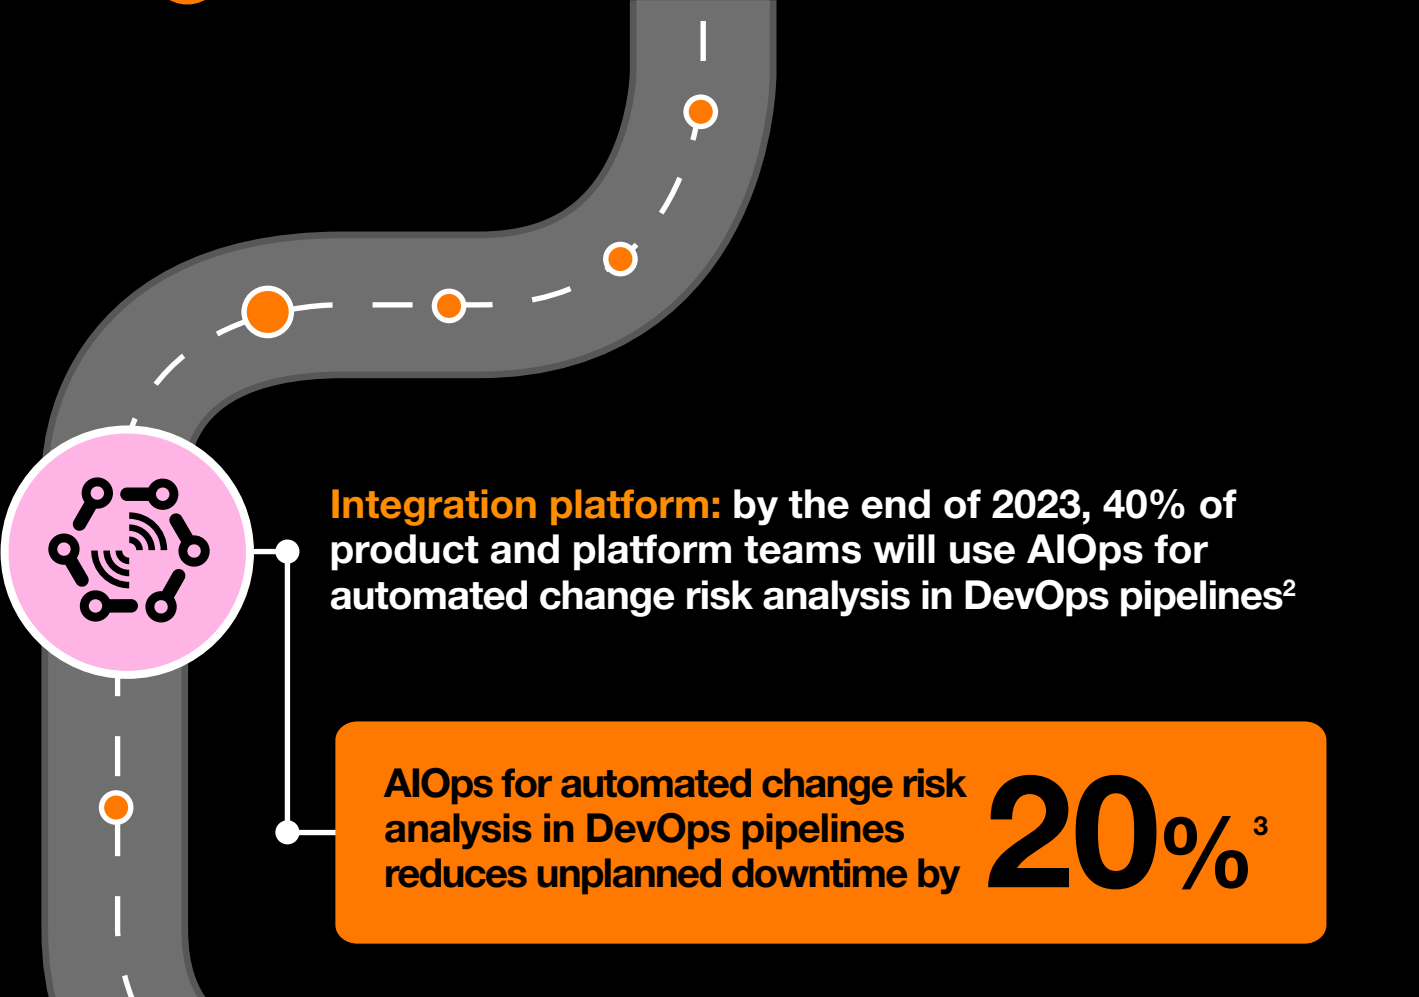 Integration platform: by the end of 2023, 40% of
product and platform teams will use AIOps for
automated change risk analysis in DevOps pipelines²
AIOps for automated change risk
analysis in DevOps pipelines
reduces unplanned downtime by
20%³